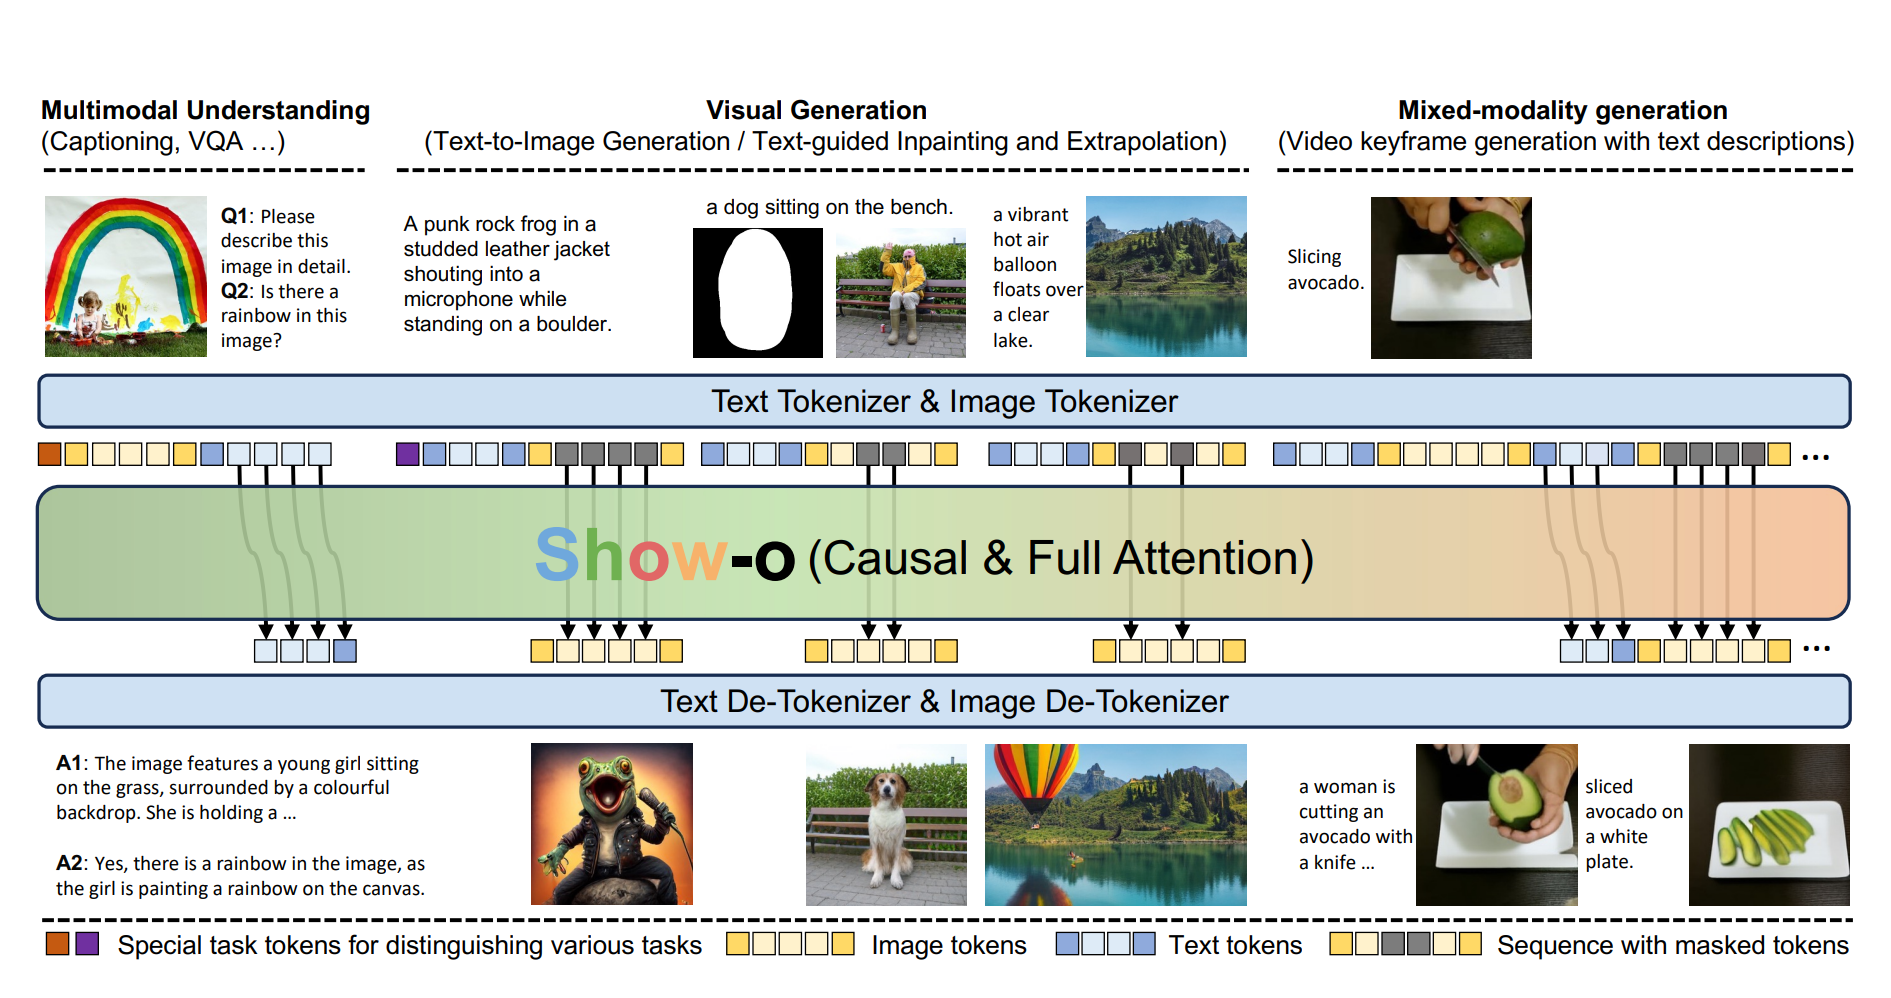 Multimodal Understanding
(Captioning, VQA …)
Visual Generation
(Text-to-Image Generation / Text-guided Inpainting and Extrapolation)
Mixed-modality generation
(Video keyframe generation with text descriptions)
Q1: Please
describe this
image in detail.
Q2: Is there a
rainbow in this
image?
A punk rock frog in a
studded leather jacket
shouting into a
microphone while
standing on a boulder.
a dog sitting on the bench.
a vibrant
hot air
balloon
floats over
a clear
lake.
Slicing
avocado.
Text Tokenizer & Image Tokenizer
...
Show-o (Causal & Full Attention)
...
Text De-Tokenizer & Image De-Tokenizer
A1: The image features a young girl sitting
on the grass, surrounded by a colourful
backdrop. She is holding a ...
A2: Yes, there is a rainbow in the image, as
the girl is painting a rainbow on the canvas.
a woman is
cutting an
avocado with
a knife ...
sliced
avocado on
a white
plate.
Special task tokens for distinguishing various tasks
Image tokens
Text tokens
Sequence with masked tokens